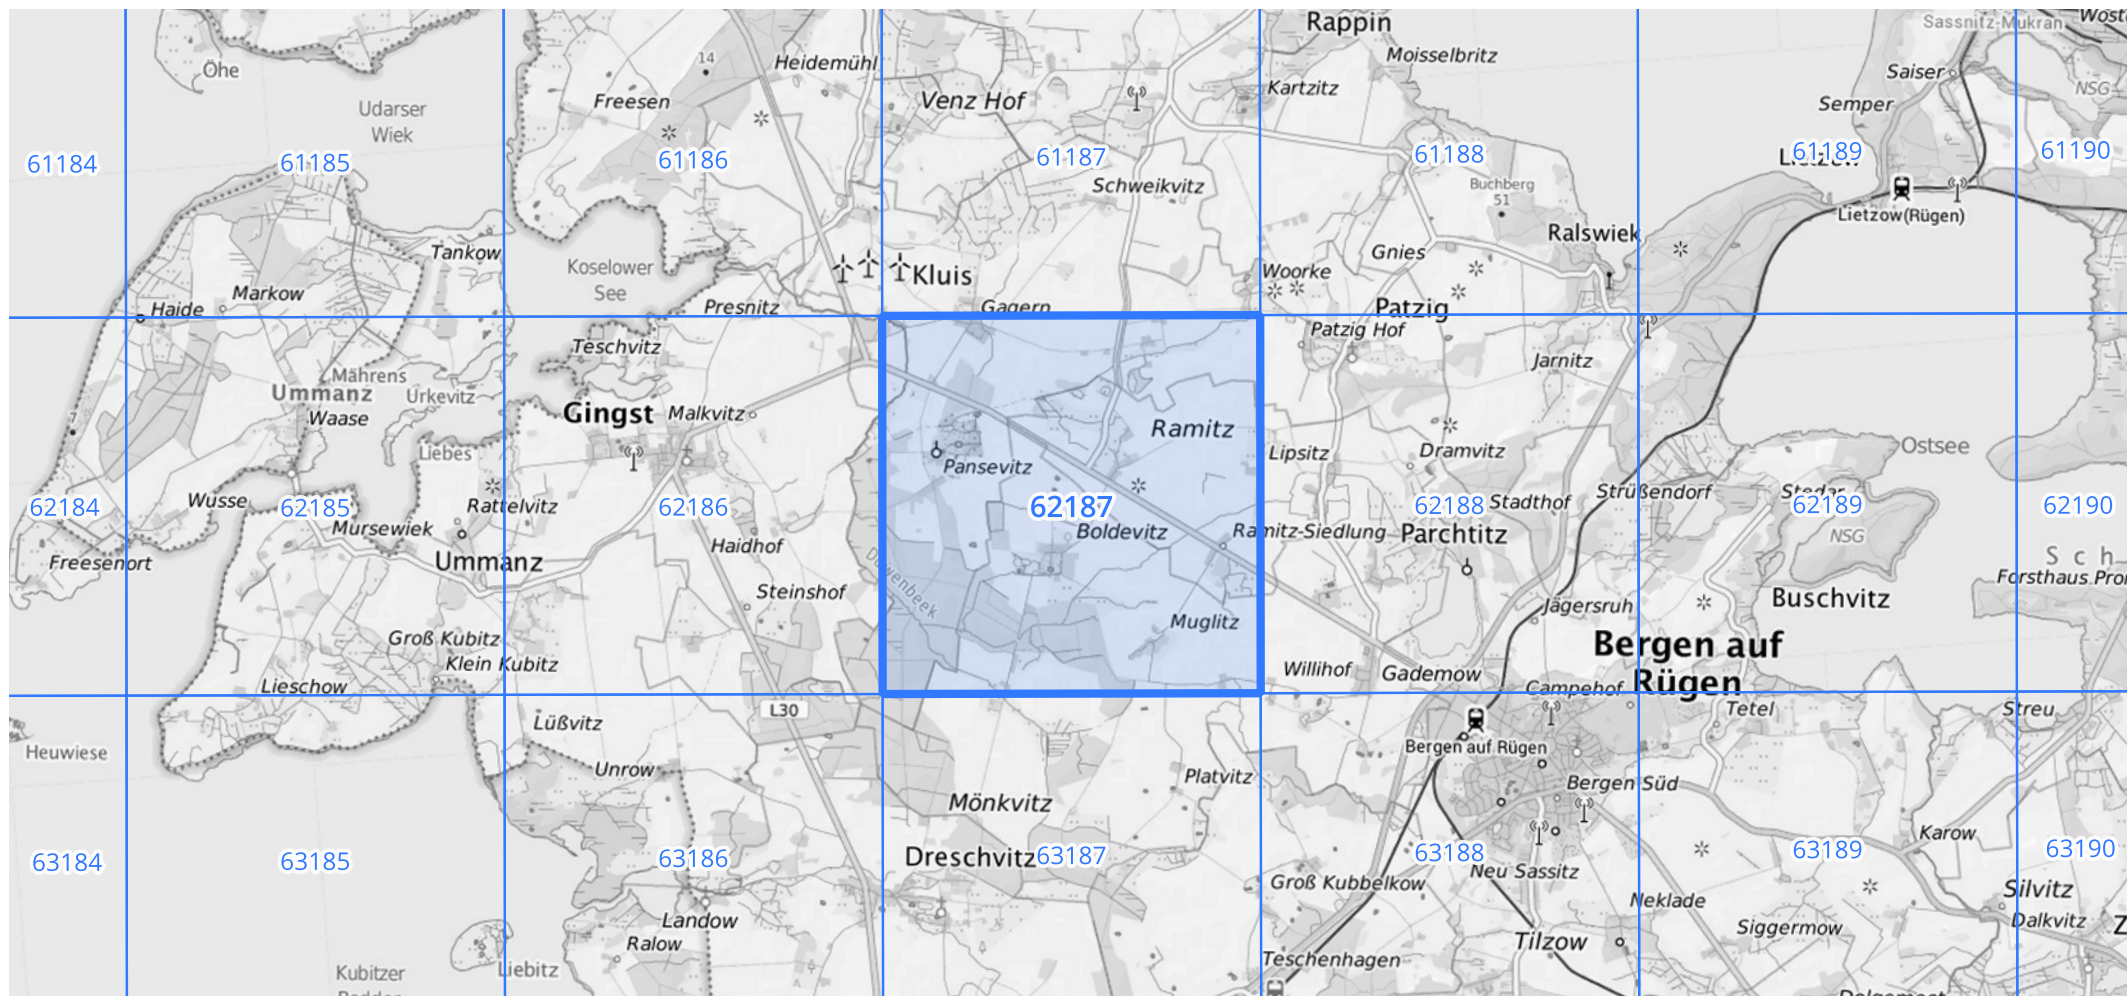 Rappin
Sassnitz-Mukran
Öhe
14
Heidemühl
Moisselbritz
Saiser
Udarser
Wiek
Freesen
Venz Hof
Kartzitz
Semper
NSG
61184
61185
61186
61187
61188
61189
61190
Schweikvitz
Buchberg
51
Lietzow(Rügen)
Tankow
Koselower
See
Kluis
Woorke
Gnies
Ralswiek
Haide
Markow
Presnitz
Gagern
Patzig
Patzig Hof
Teschvitz
Jarnitz
Mährens
Ummanz
Urkevitz
Waase
7
Gingst
Malkvitz
Ramitz
Liebes
Pansevitz
Lipsitz
Dramvitz
Ostsee
Wusse
Rattelvitz
Stadthof
Strüßendorf
Stedar
62184
62185
62186
62187
62188
62189
62190
Mursewiek
Haidhof
Boldevitz
Ramitz-Siedlung
Parchtitz
NSG
Freesenort
Ummanz
Steinshof
Duwenbeek
Sch
Forsthaus Pro
Buschvitz
Jägersruh
Muglitz
Groß Kubitz
Klein Kubitz
Bergen auf
Rügen
Lieschow
Willihof
Gademow
Campehof
L30
Tetel
Streu
Heuwiese
Lüßvitz
Unrow
Bergen auf Rügen
Platvitz
Bergen Süd
Mönkvitz
Karow
63184
63185
63186
Dreschvitz
63187
63188
63189
63190
Groß Kubbelkow
Neu Sassitz
Neklade
Silvitz
Landow
Ralow
Siggermow
Dalkvitz
Z
Tilzow
Teschenhagen
Kubitzer
Liebitz